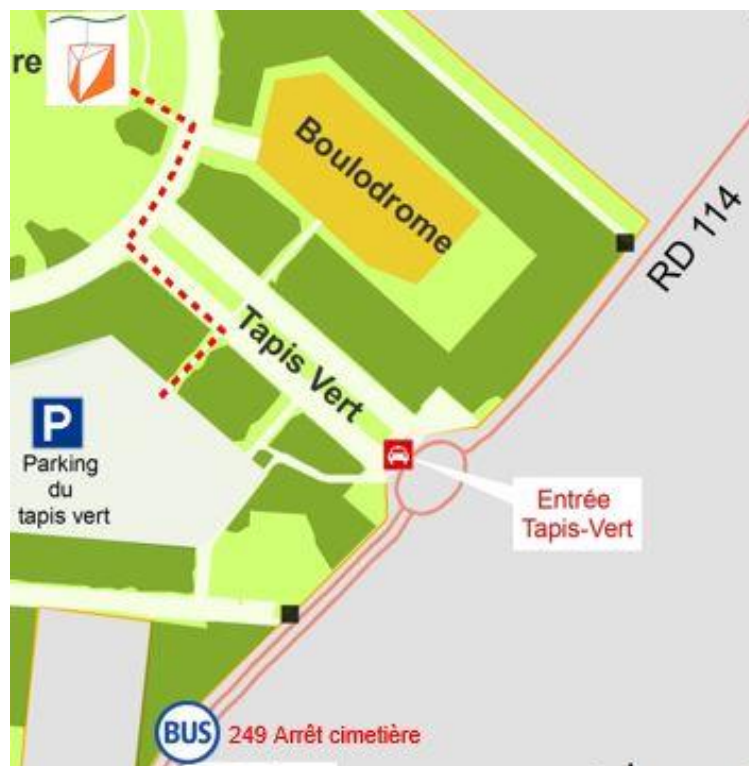 re
Boulodrome
RD 114
Tapis Vert
P
Parking
du
tapis vert
Entrée
Tapis-Vert
BUS
249 Arrêt cimetière